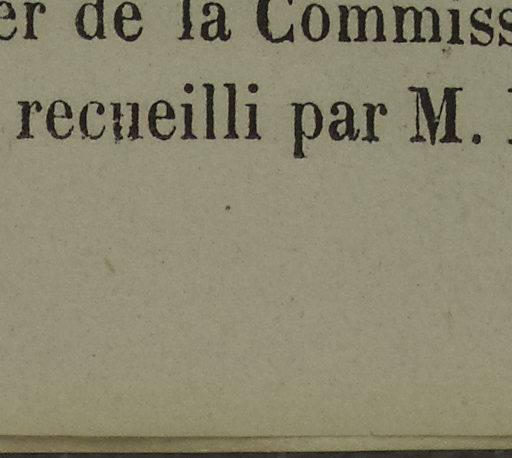 er de la Commiss
recueilli par M.